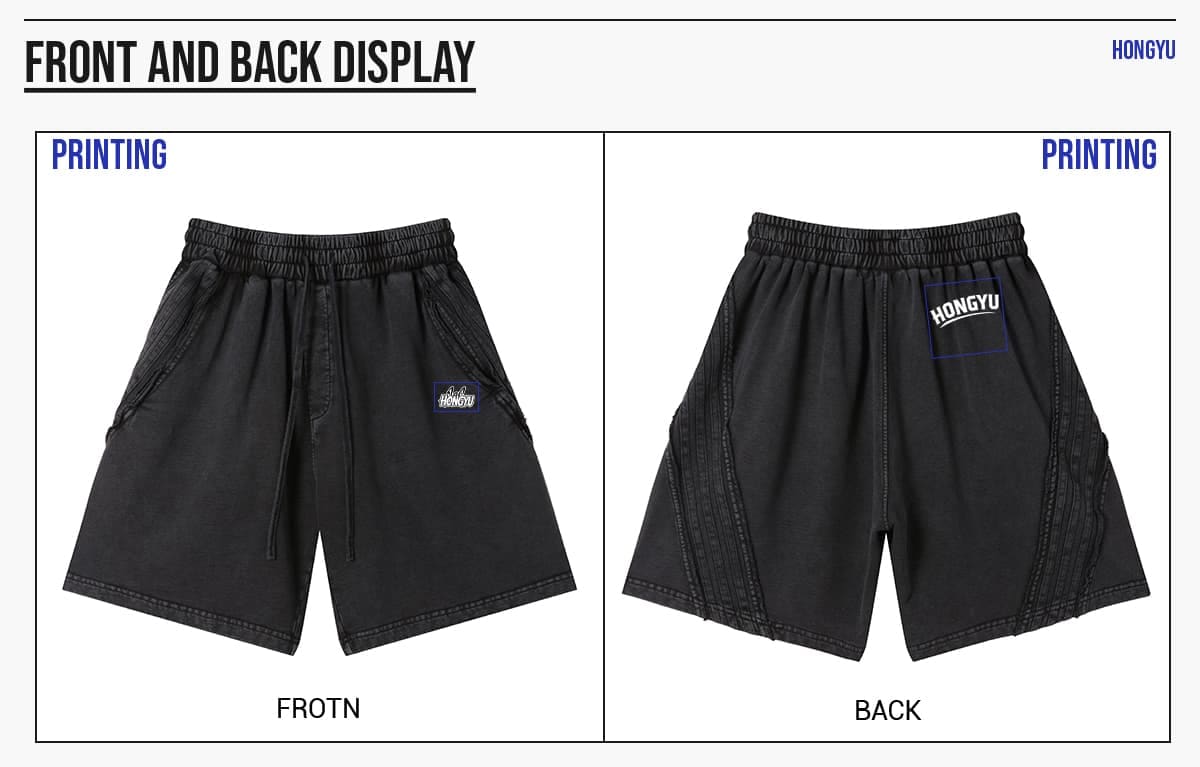 FRONT AND BACK DISPLAY
HONGYU
PRINTING
PRINTING
HONGYU
HONGYU
FROTN
BACK